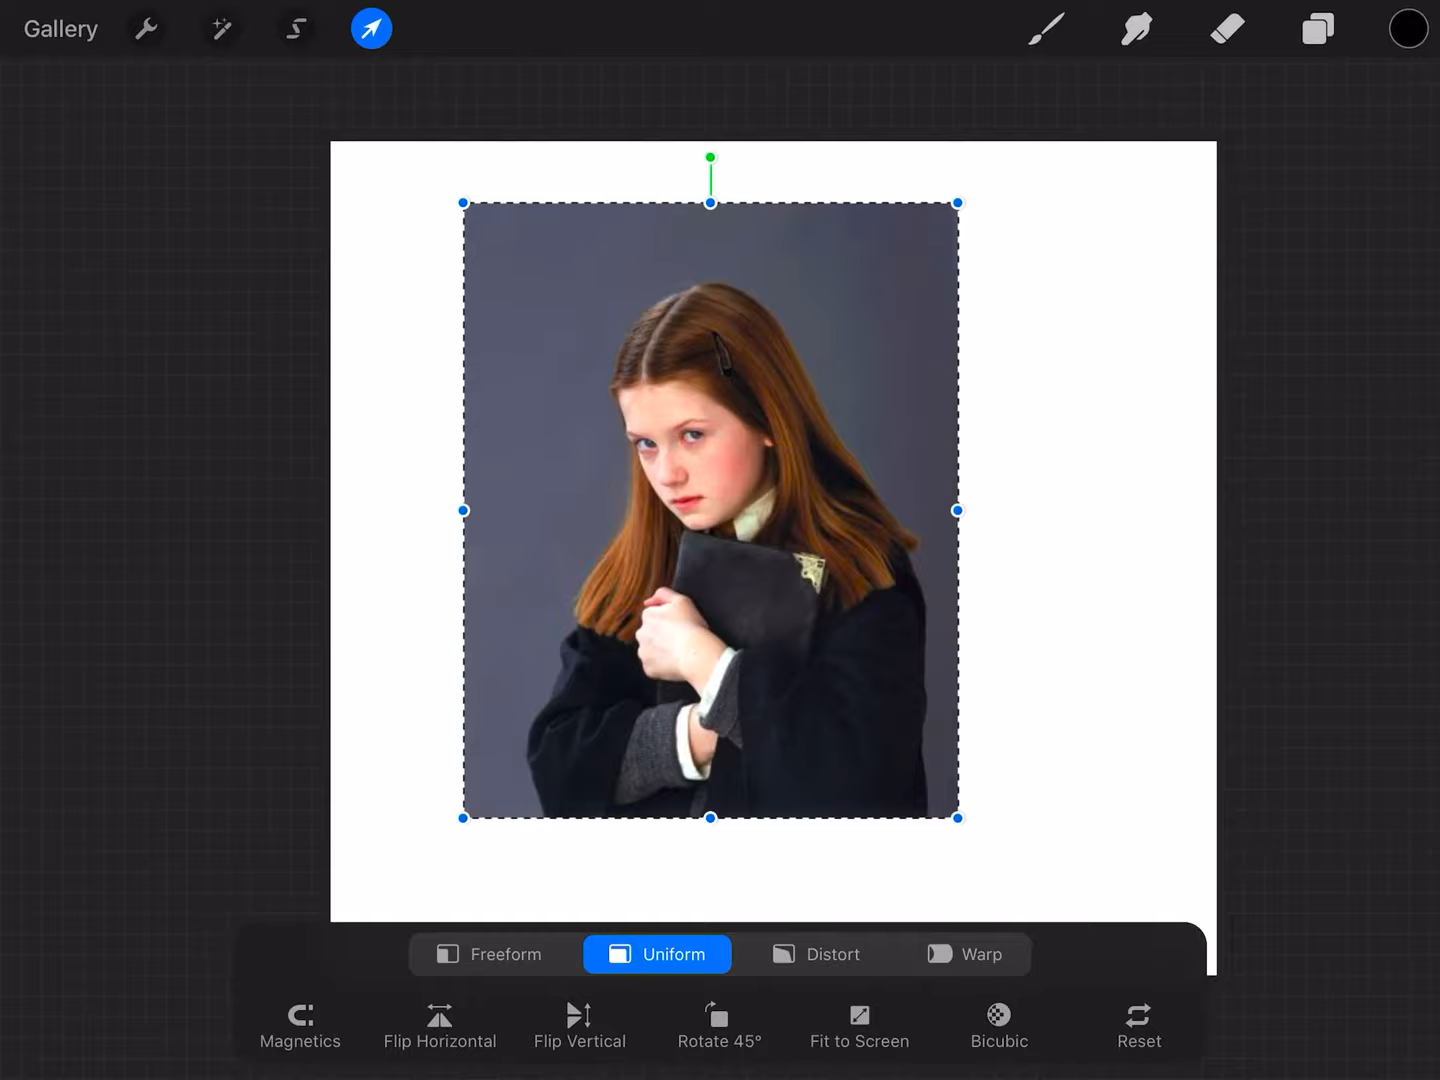 Gallery
Freeform Uniform Distort Warp
Magnetics Flip Horizontal Flip Vertical Rotate 45° Fit to Screen Bicubic Reset